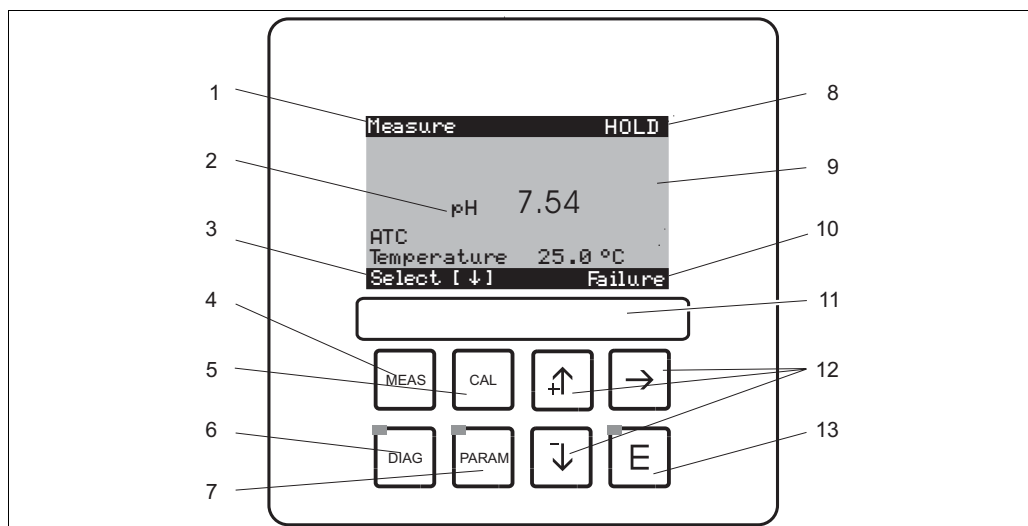 1
8
Measure HOLD
2
9
pH 7.54
3
10
ATC
Temperature 25.0 °C
Select [↓] Failure
4
11
5
MEAS CAL +↑ →
12
6
13
DIAG PARAM -↓ E
7